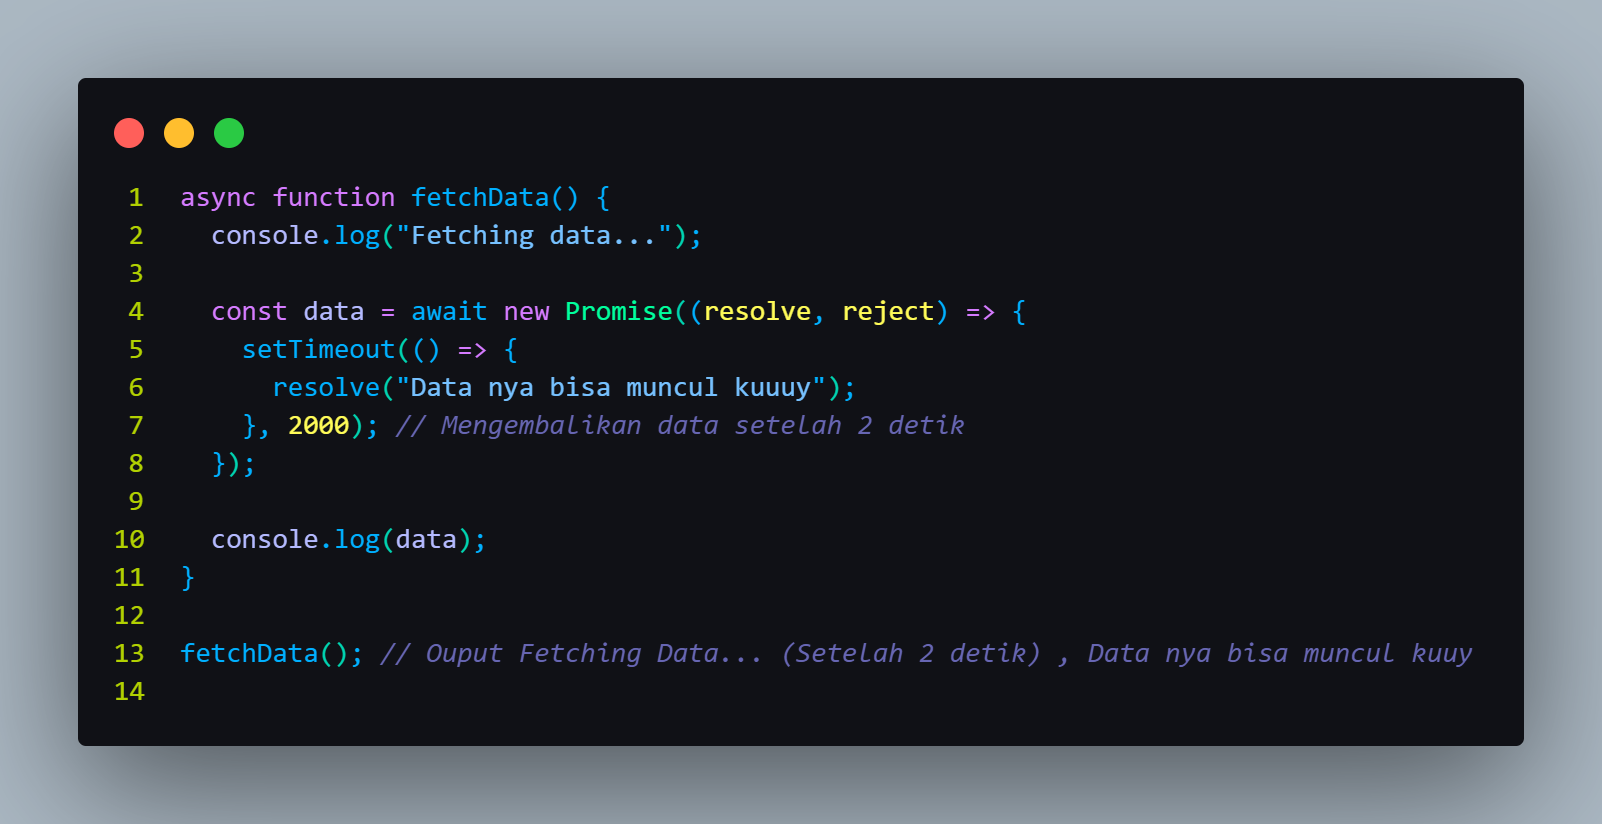 1 async function fetchData() {
2   console.log("Fetching data...");
3
4   const data = await new Promise((resolve, reject) => {
5     setTimeout(() => {
6       resolve("Data nya bisa muncul kuuuy");
7     }, 2000); // Mengembalikan data setelah 2 detik
8   });
9
10   console.log(data);
11 }
12
13 fetchData(); // Ouput Fetching Data... (Setelah 2 detik) , Data nya bisa muncul kuuy
14